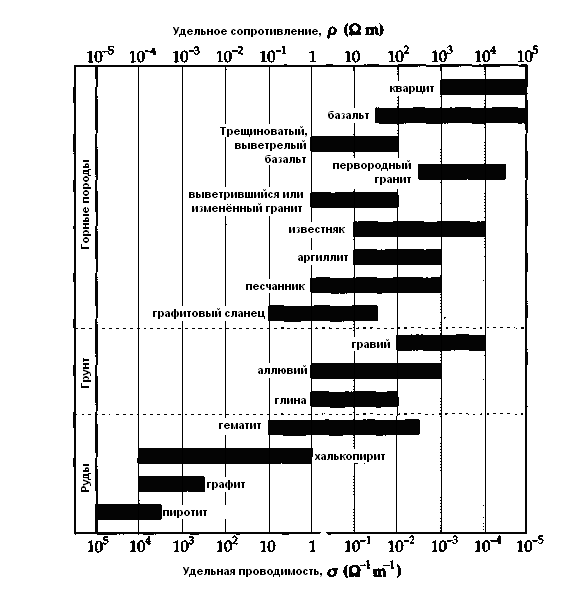 Удельное сопротивление, ρ (Ω m)
10⁻⁵ 10⁻⁴ 10⁻³ 10⁻² 10⁻¹ 1 10 10² 10³ 10⁴ 10⁵
Горные породы
кварцит
базальт
Трещиноватый,
выветрелый
базальт
первородный
гранит
выветрившийся или
изменённый гранит
известняк
аргиллит
песчанник
графитовый сланец
Грунт
гравий
аллювий
глина
Руды
гематит
халькопирит
графит
пиротит
10⁵ 10⁴ 10³ 10² 10 1 10⁻¹ 10⁻² 10⁻³ 10⁻⁴ 10⁻⁵
Удельная проводимость, σ (Ω⁻¹ m⁻¹)